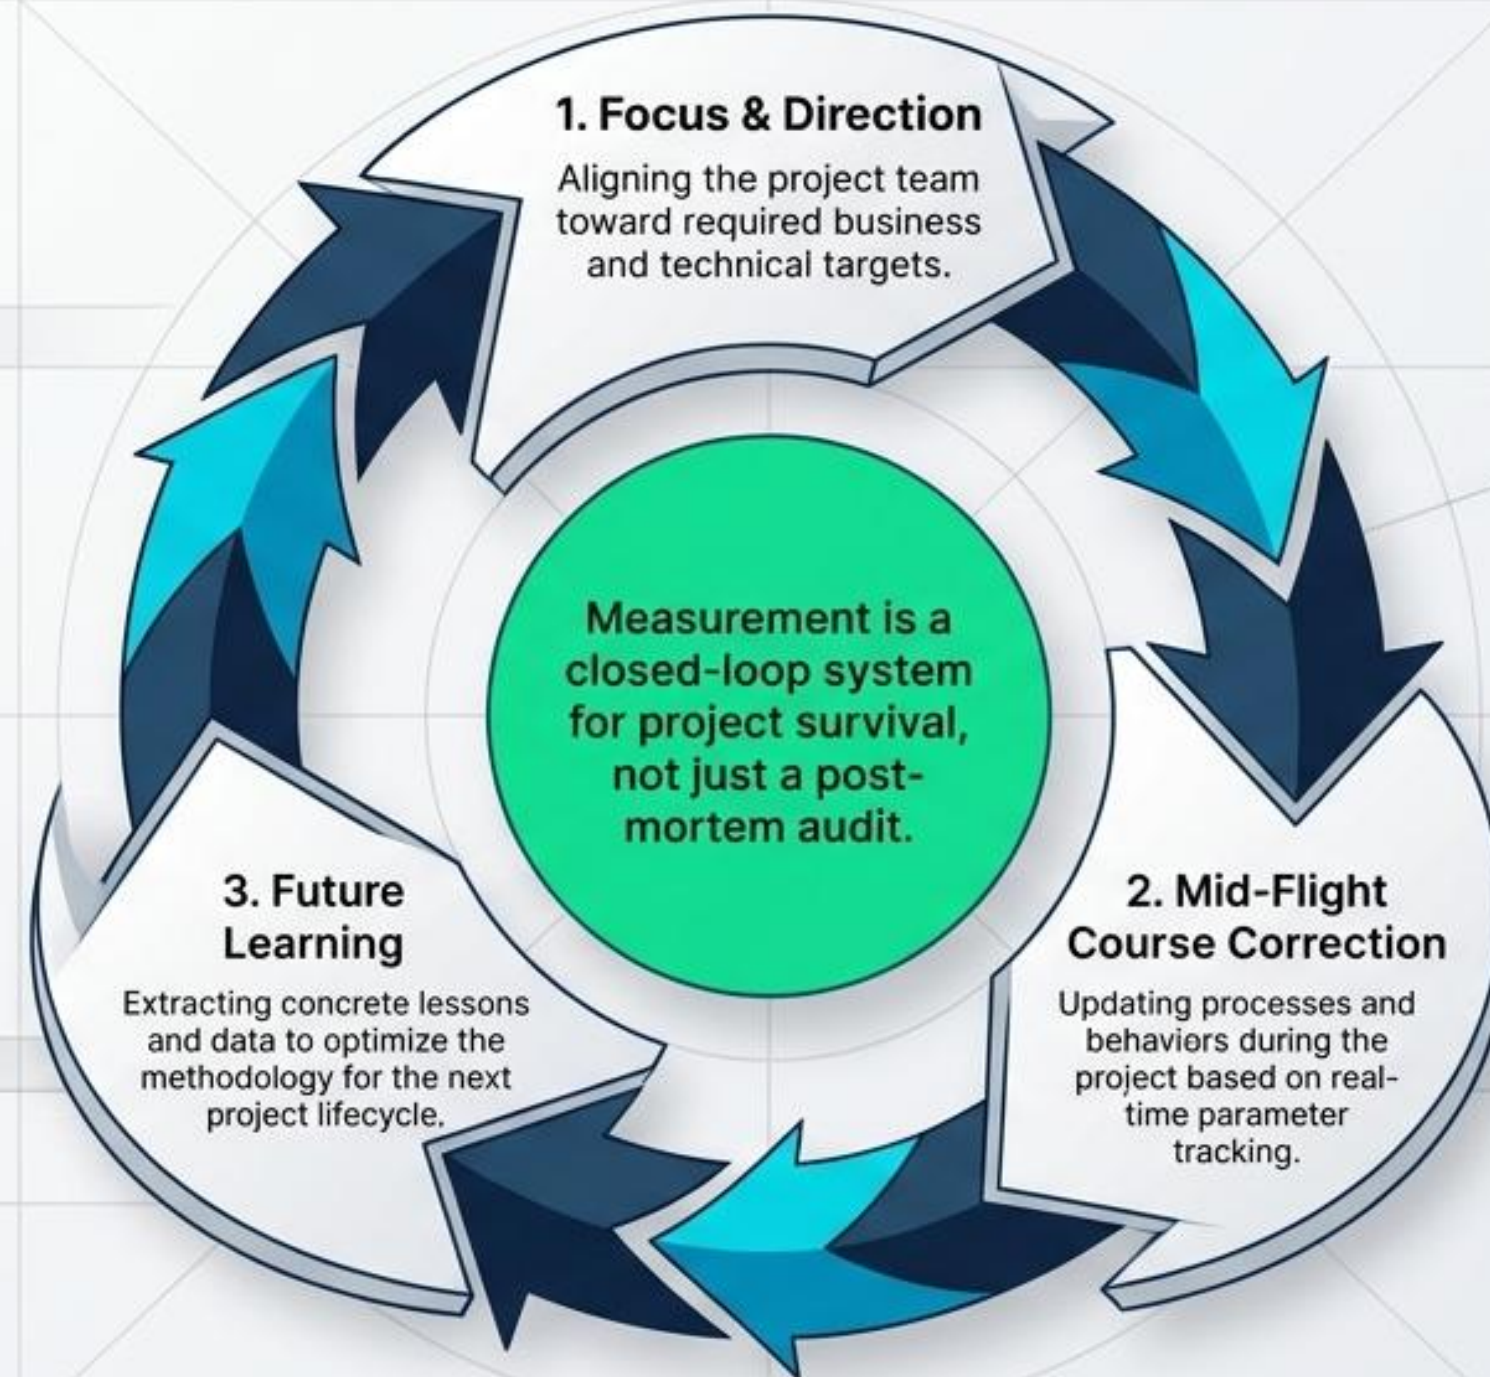 1. Focus & Direction
Aligning the project team
toward required business
and technical targets.
Measurement is a
closed-loop system
for project survival,
not just a post-
mortem audit.
2. Mid-Flight
Course Correction
Updating processes and
behaviors during the
project based on real-
time parameter
tracking.
3. Future
Learning
Extracting concrete lessons
and data to optimize the
methodology for the next
project lifecycle.